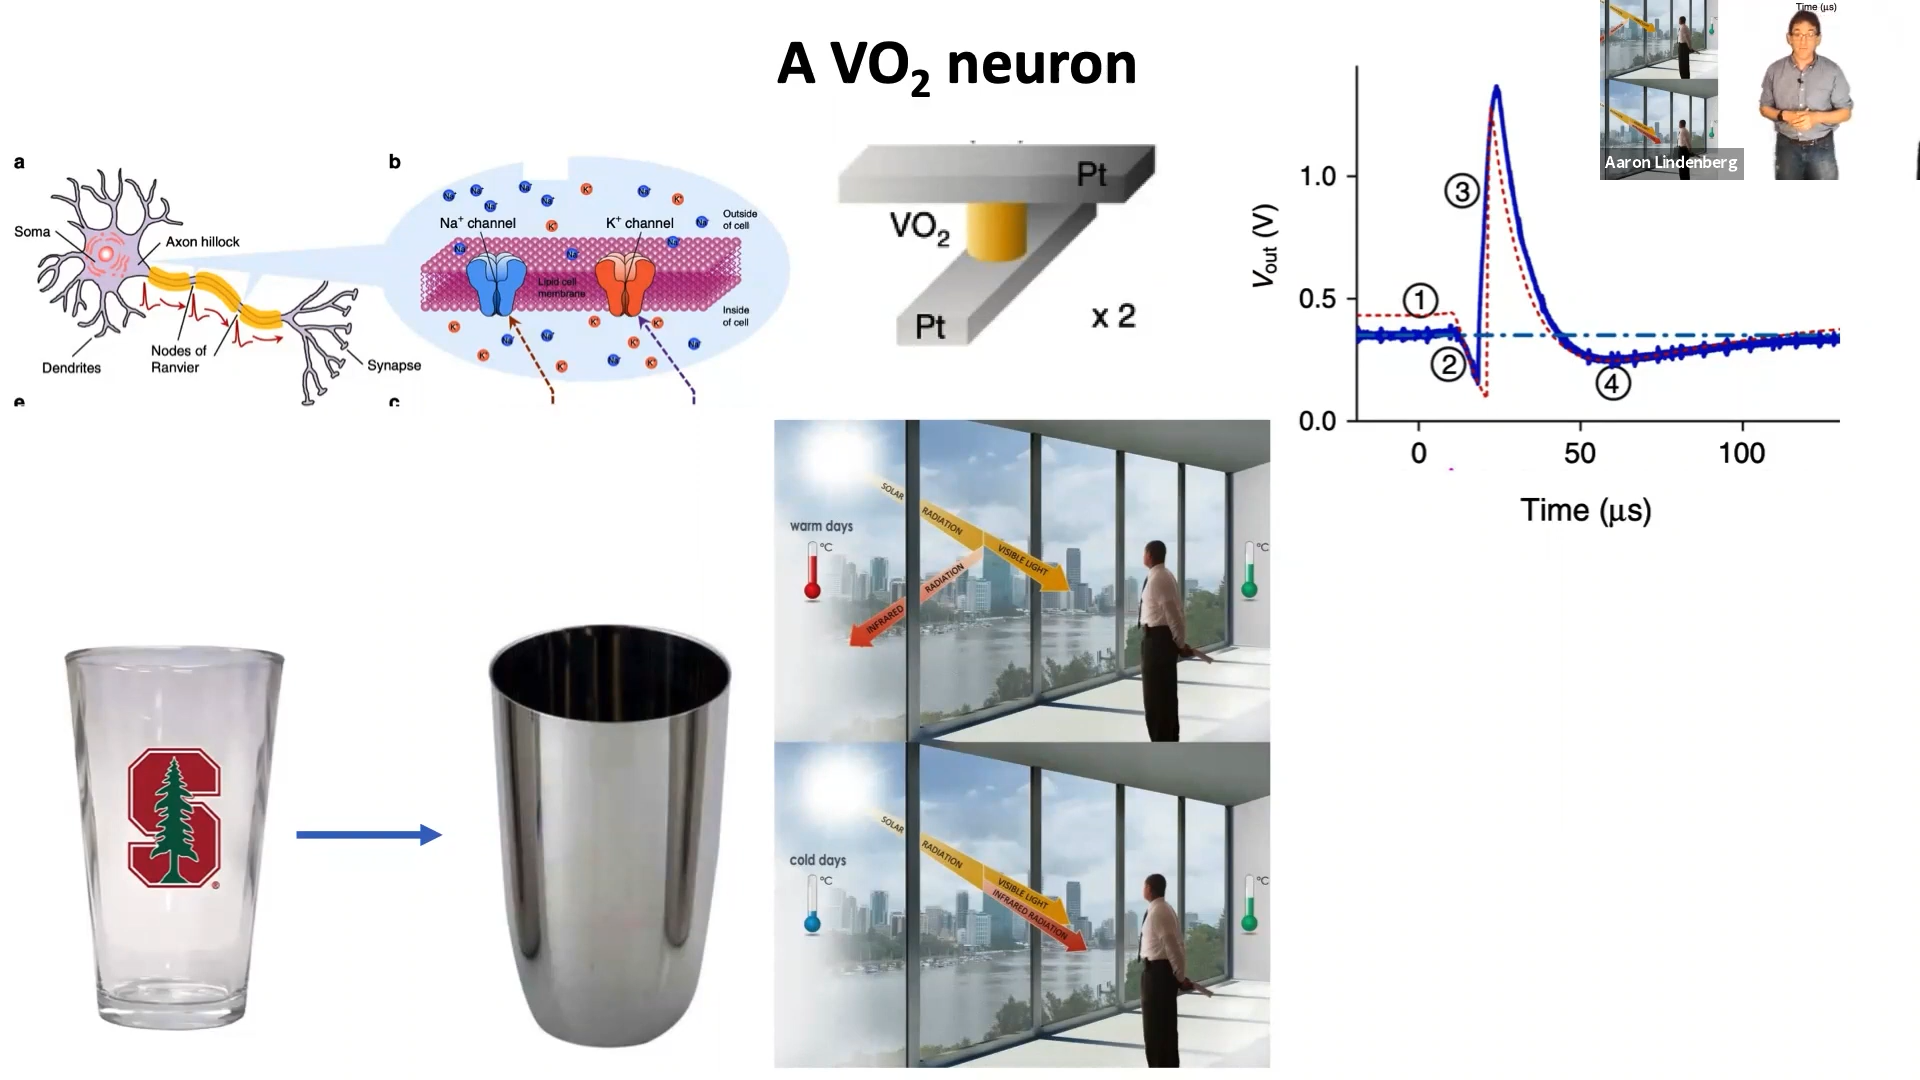 A VO₂ neuron
Time (µs)
Aaron Lindenberg
a
Soma
Axon hillock
Nodes of
Ranvier
Dendrites
Synapse
b
Na⁺ channel
K⁺ channel
Outside
of cell
Lipid cell
membrane
Inside
of cell
Na⁺
K⁺
e
c
Pt
VO₂
Pt
x 2
Vout (V)
1.0
0.5
0.0
①
②
③
④
0
50
100
Time (µs)
S
®
warm days
°C
SOLAR
RADIATION
VISIBLE LIGHT
INFRARED
RADIATION
°C
cold days
°C
SOLAR
RADIATION
VISIBLE LIGHT
INFRARED RADIATION
°C